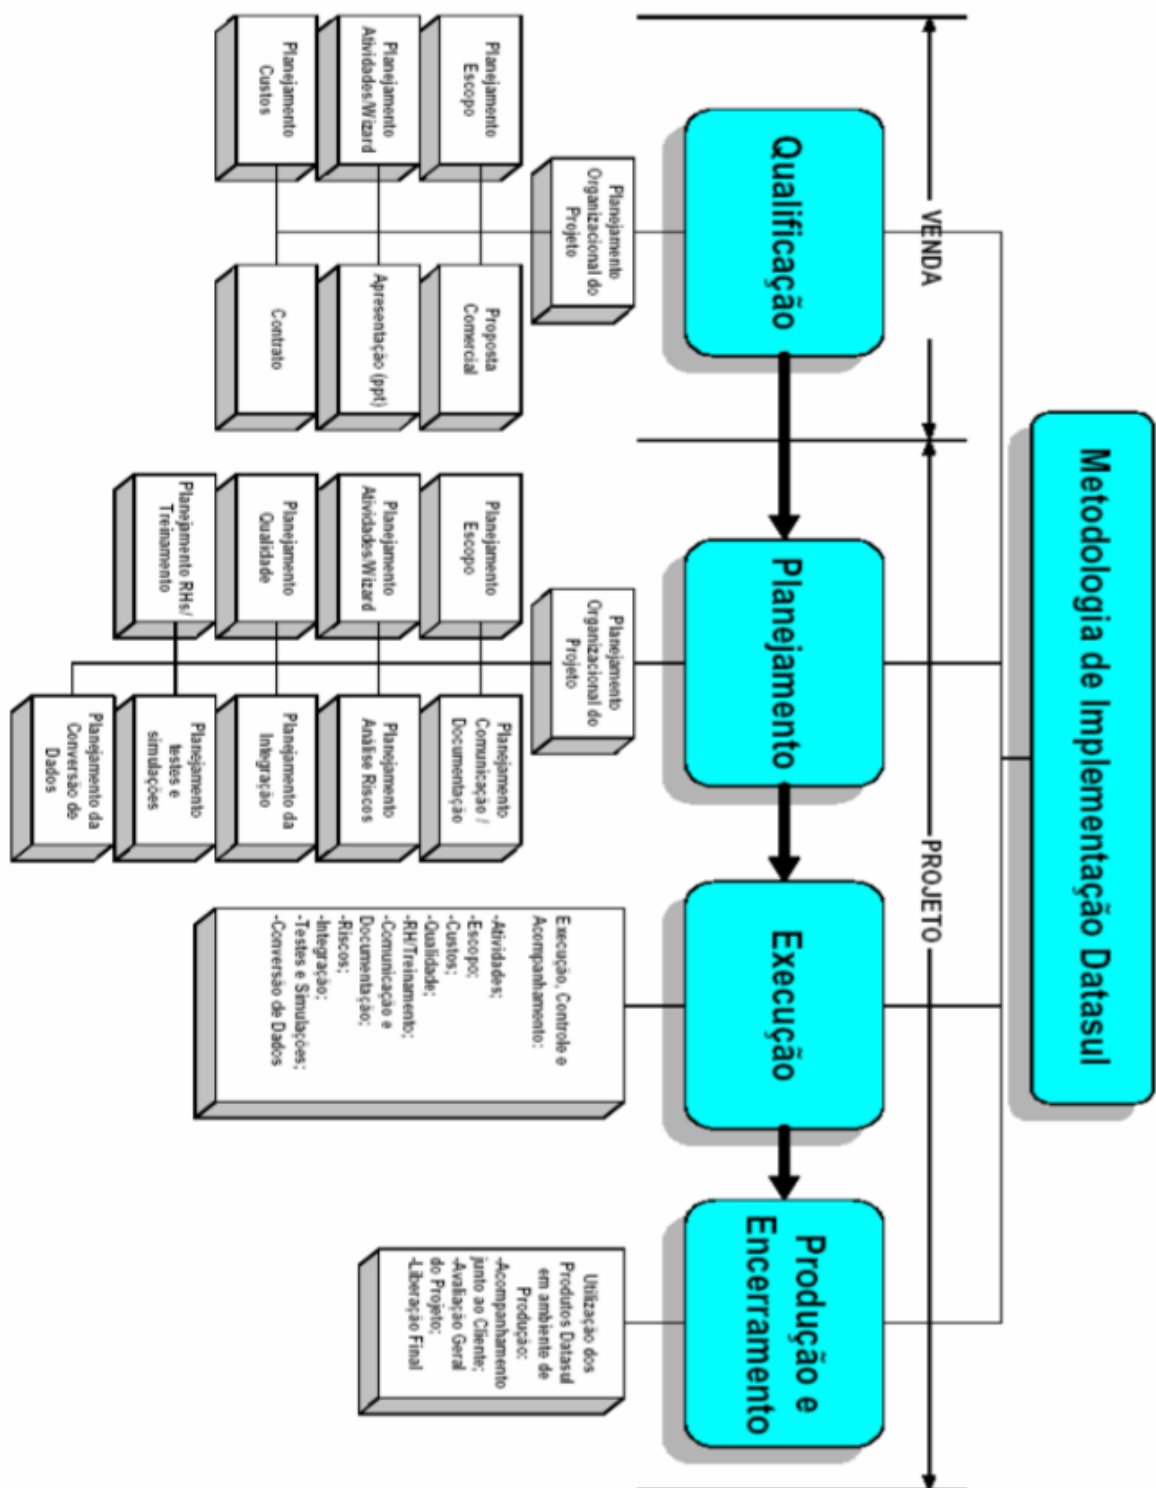 Metodologia de Implementação Datasul
VENDA
PROJETO
Qualificação
Planejamento
Execução
Produção e
Encerramento
Planejamento
Organizacional do
Projeto
Planejamento
Escopo
Proposta
Comercial
Planejamento
Atividades/Wizard
Apresentação (ppt)
Planejamento
Custos
Contrato
Planejamento
Organizacional do
Projeto
Planejamento
Escopo
Planejamento
Comunicação /
Documentação
Planejamento
Atividades/Wizard
Planejamento
Análise Riscos
Planejamento
Qualidade
Planejamento da
Integração
Planejamento RHs/
Treinamento
Planejamento
testes e
simulações
Planejamento da
Conversão de
Dados
Execução, Controle e
Acompanhamento:
-Atividades;
-Escopo;
-Custos;
-Qualidade;
-RH/Treinamento;
-Comunicação e
Documentação;
-Riscos;
-Integração;
-Testes e Simulações;
-Conversão de Dados
Utilização dos
Produtos Datasul
em ambiente de
Produção:
-Acompanhamento
junto ao Cliente;
-Avaliação Geral
do Projeto;
-Liberação Final